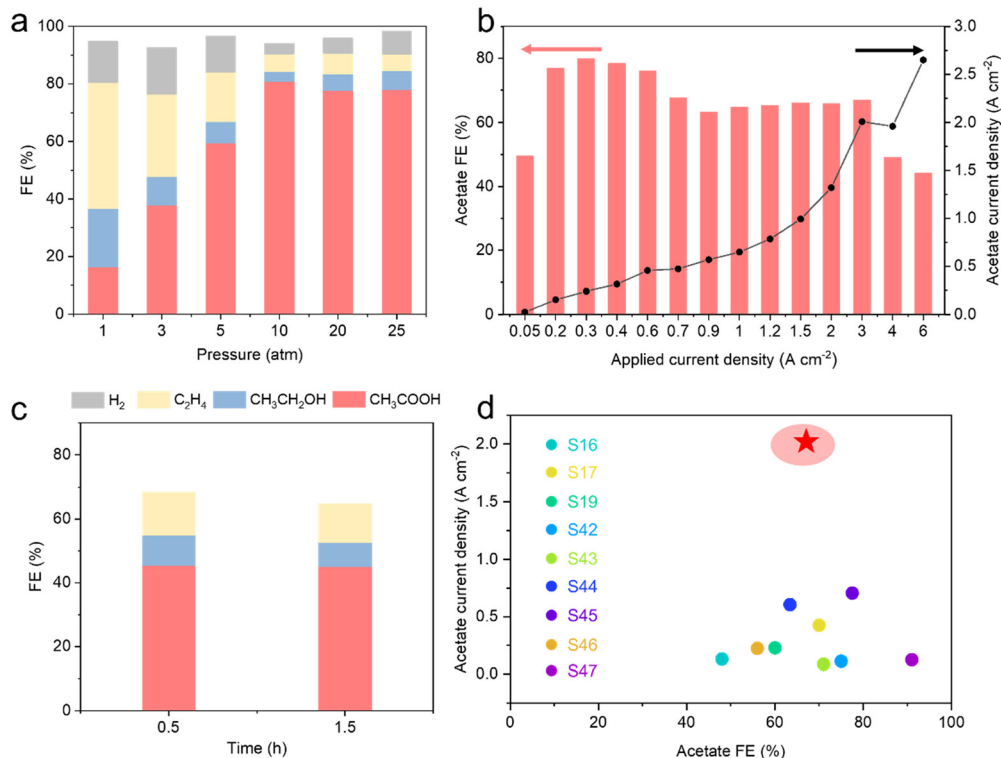 a
100
80
60
40
20
0
FE (%)
1 3 5 10 20 25
Pressure (atm)
b
80
60
40
20
0
Acetate FE (%)
3.0
2.5
2.0
1.5
1.0
0.5
0.0
Acetate current density (A cm⁻²)
0.05 0.2 0.3 0.4 0.6 0.7 0.9 1 1.2 1.5 2 3 4 6
Applied current density (A cm⁻²)
H₂ C₂H₄ CH₃CH₂OH CH₃COOH
c
80
60
40
20
0
FE (%)
0.5 1.5
Time (h)
d
2.0
1.5
1.0
0.5
0.0
Acetate current density (A cm⁻²)
S16
S17
S19
S42
S43
S44
S45
S46
S47
0 20 40 60 80 100
Acetate FE (%)